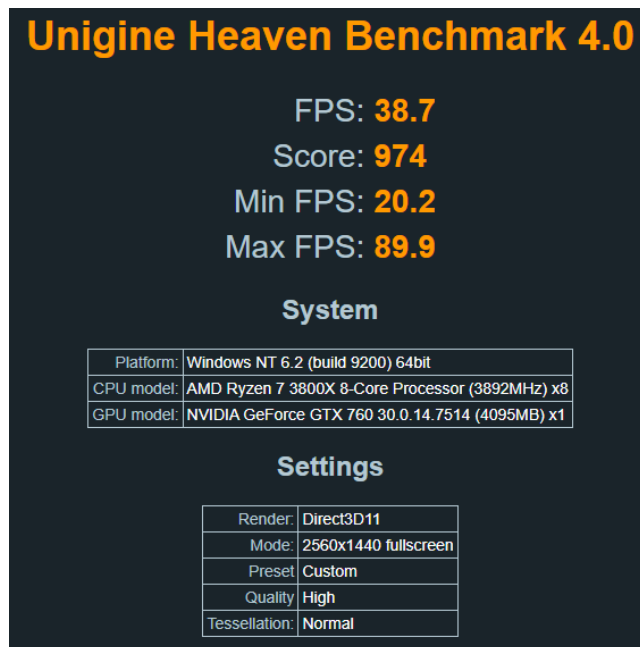 Unigine Heaven Benchmark 4.0
FPS: 38.7
Score: 974
Min FPS: 20.2
Max FPS: 89.9
System
Platform: Windows NT 6.2 (build 9200) 64bit
CPU model: AMD Ryzen 7 3800X 8-Core Processor (3892MHz) x8
GPU model: NVIDIA GeForce GTX 760 30.0.14.7514 (4095MB) x1
Settings
Render: Direct3D11
Mode: 2560x1440 fullscreen
Preset Custom
Quality High
Tessellation: Normal